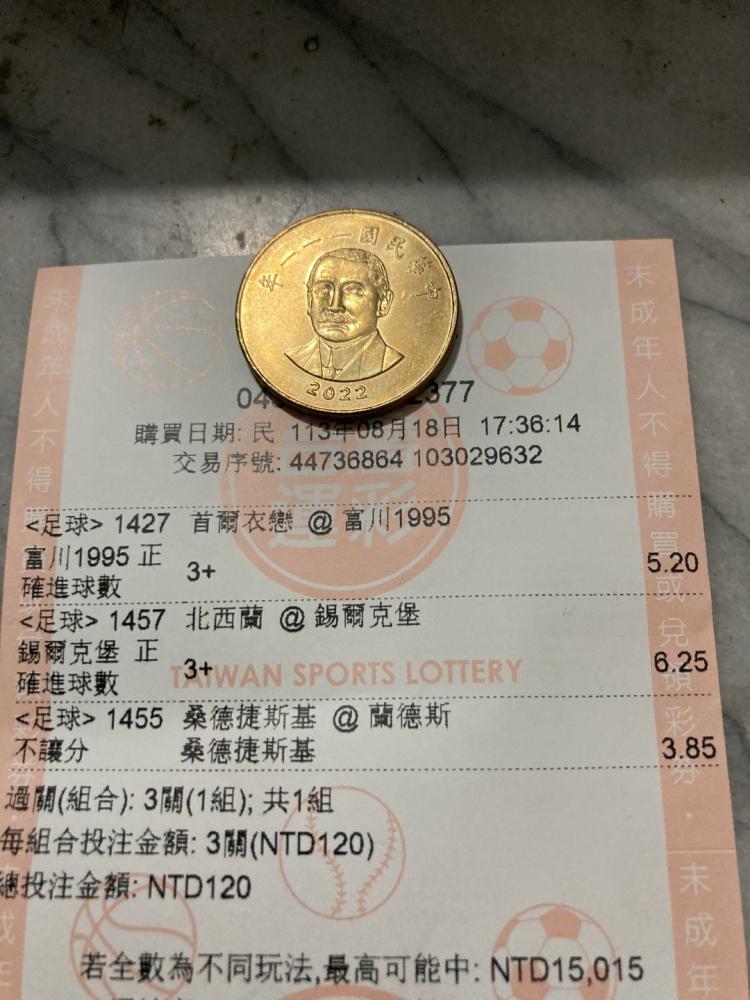 中華民國一一一年
2022
購買日期: 民 113年08月18日 17:36:14
交易序號: 44736864 103029632
<足球> 1427 首爾衣戀 @ 富川1995
富川1995 正確進球數 3+ 5.20
<足球> 1457 北西蘭 @ 錫爾克堡
錫爾克堡 正確進球數 3+ 6.25
TAIWAN SPORTS LOTTERY
<足球> 1455 桑德捷斯基 @ 蘭德斯
不讓分 桑德捷斯基 3.85
過關(組合): 3關(1組); 共1組
每組合投注金額: 3關(NTD120)
總投注金額: NTD120
若全數為不同玩法,最高可能中: NTD15,015
未成年人不得
未成年人不得購買或兌領彩券.
未成年